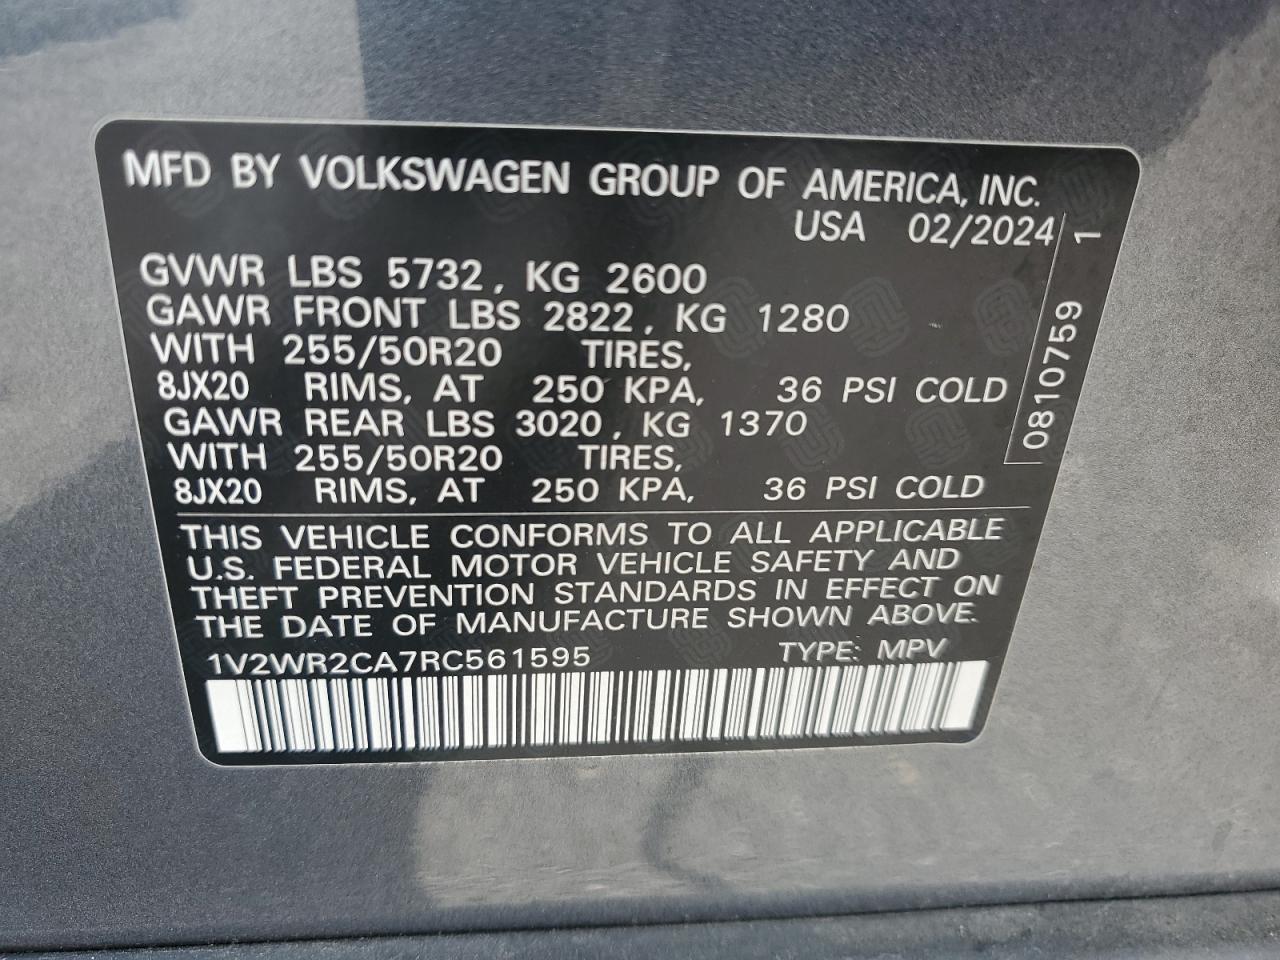 MFD BY VOLKSWAGEN GROUP OF AMERICA, INC.
USA 02/2024
GVWR LBS 5732, KG 2600
GAWR FRONT LBS 2822, KG 1280
WITH 255/50R20 TIRES,
8JX20 RIMS, AT 250 KPA, 36 PSI COLD
GAWR REAR LBS 3020, KG 1370
WITH 255/50R20 TIRES,
8JX20 RIMS, AT 250 KPA, 36 PSI COLD
THIS VEHICLE CONFORMS TO ALL APPLICABLE
U.S. FEDERAL MOTOR VEHICLE SAFETY AND
THEFT PREVENTION STANDARDS IN EFFECT ON
THE DATE OF MANUFACTURE SHOWN ABOVE.
1V2WR2CA7RC561595 TYPE: MPV
0810759 1